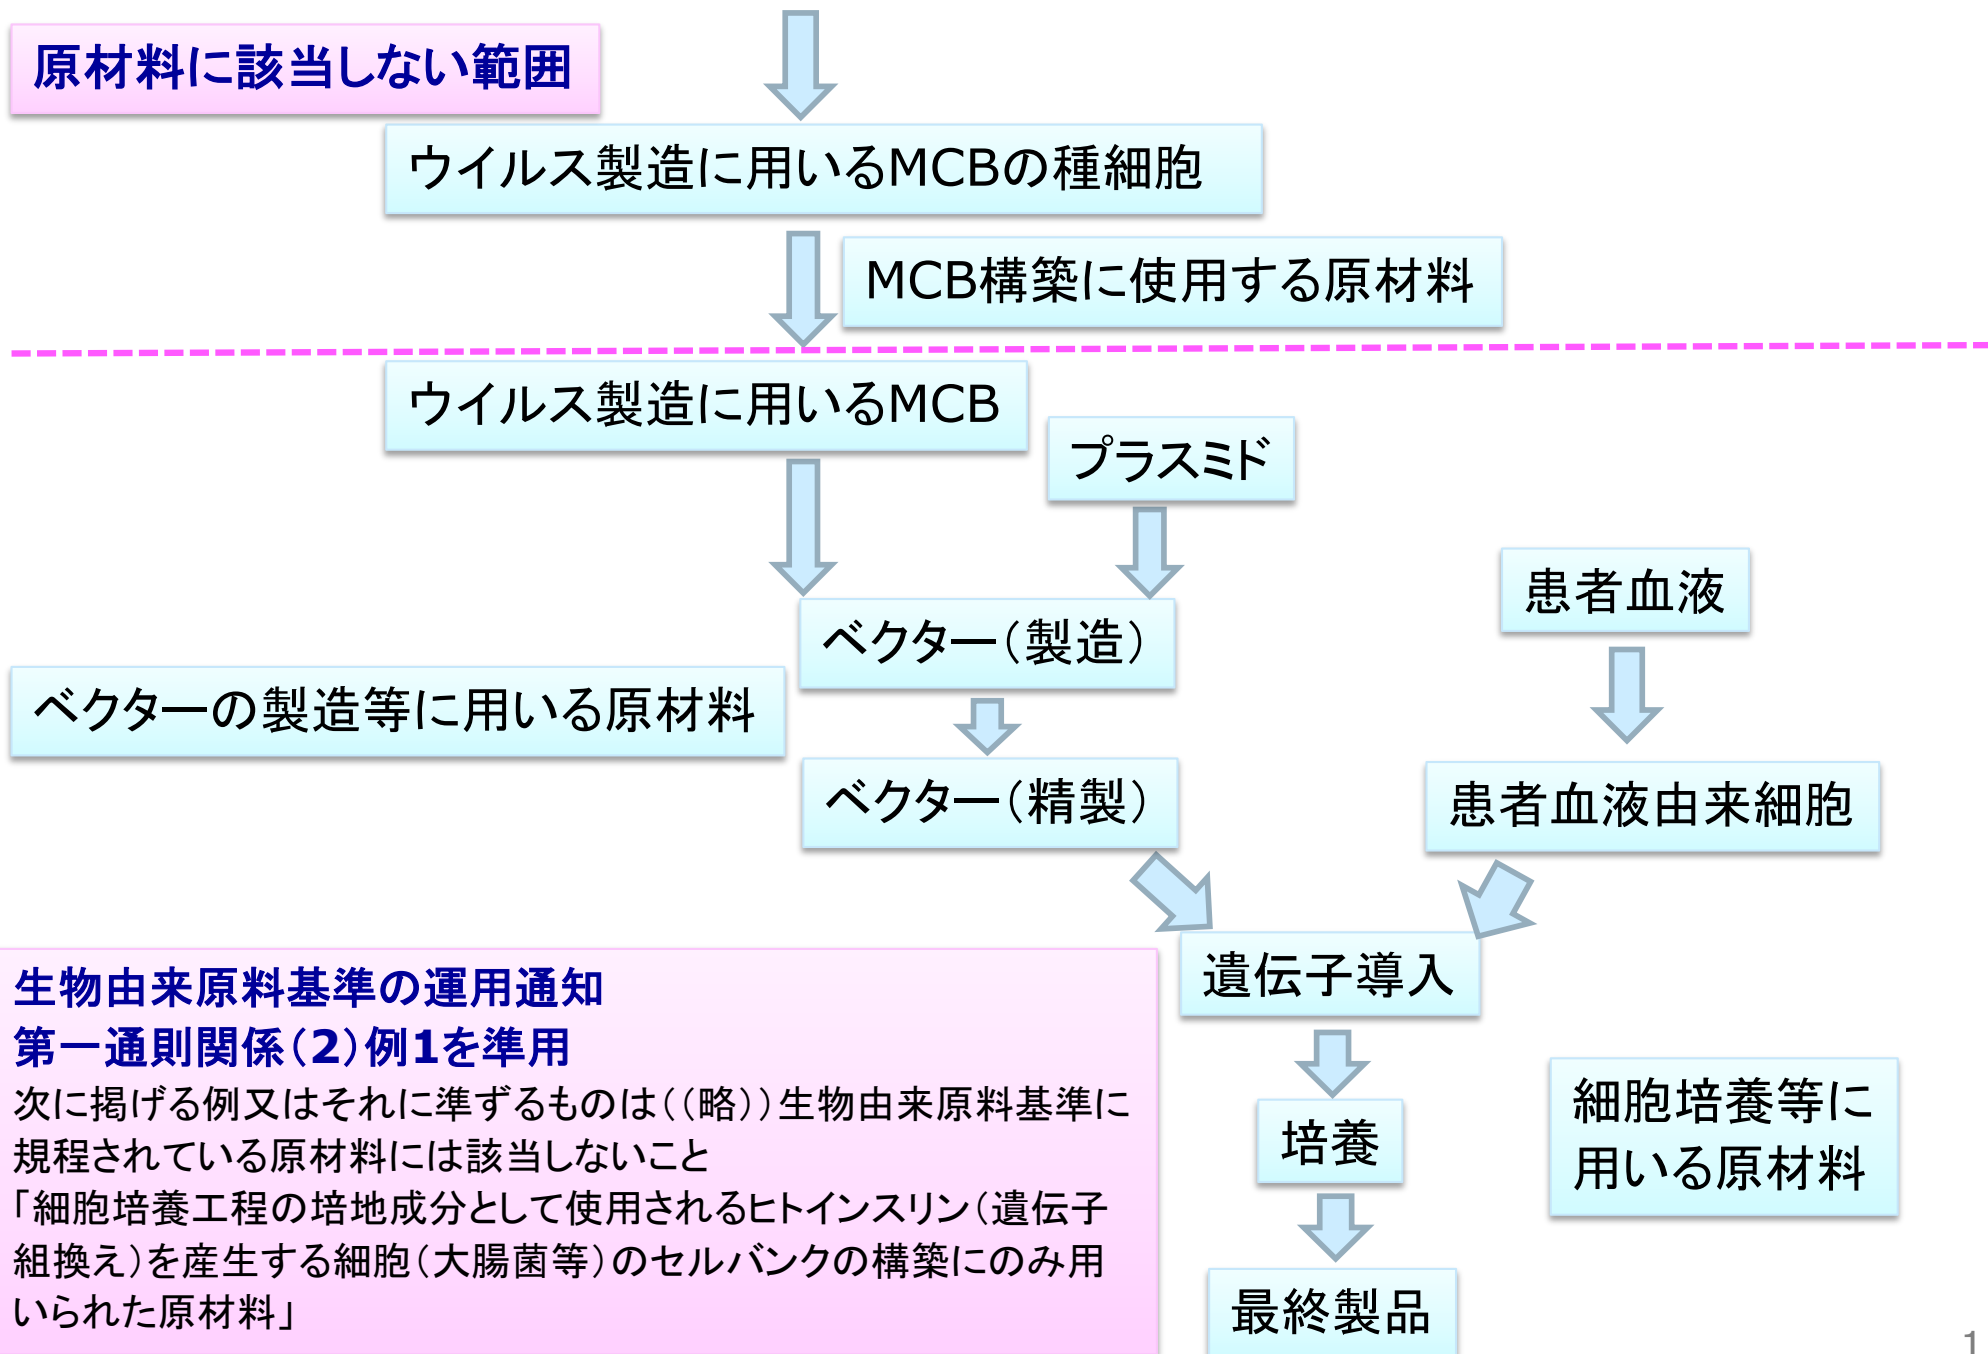 原材料に該当しない範囲
ウイルス製造に用いるMCBの種細胞
MCB構築に使用する原材料
ウイルス製造に用いるMCB
プラスミド
患者血液
ベクター（製造）
ベクターの製造等に用いる原材料
ベクター（精製）
患者血液由来細胞
遺伝子導入
生物由来原料基準の運用通知
第一通則関係（2）例1を準用
次に掲げる例又はそれに準ずるものは（（略））生物由来原料基準に
規程されている原材料には該当しないこと
「細胞培養工程の培地成分として使用されるヒトインスリン（遺伝子
組換え）を産生する細胞（大腸菌等）のセルバンクの構築にのみ用
いられた原材料」
細胞培養等に
用いる原材料
培養
最終製品
1